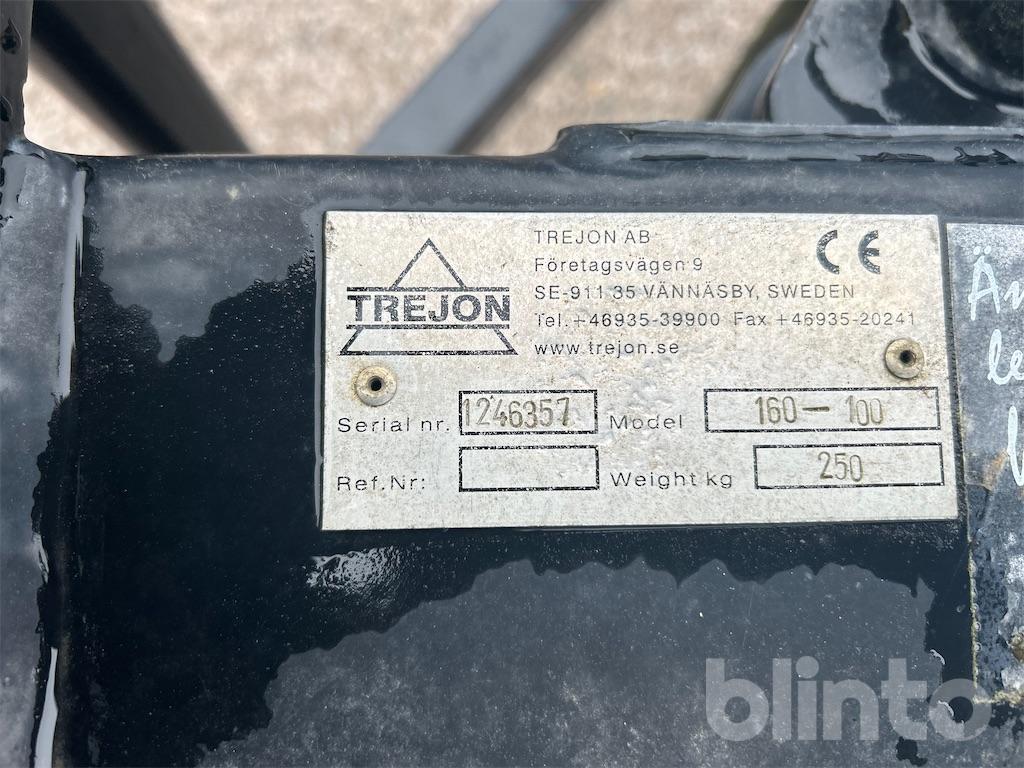 TREJON
TREJON AB
Företagsvägen 9
SE-911 35 VÄNNÄSBY, SWEDEN
Tel. +46935-39900 Fax +46935-20241
www.trejon.se
CE
Serial nr. 1246357 Model 160-100
Ref.Nr: Weight kg 250
blinto